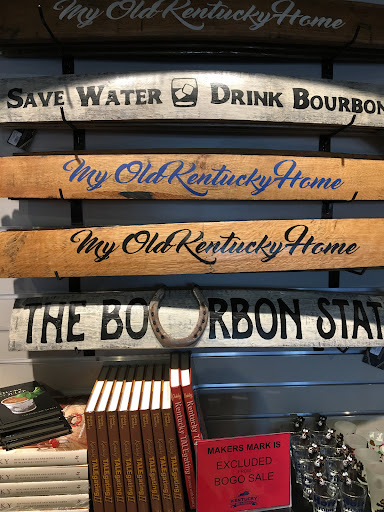 My Old Kentucky Home
SAVE WATER DRINK BOURBON
My Old Kentucky Home
My Old Kentucky Home
THE BOURBON STAT
MAKERS MARK IS
EXCLUDED
BOGO SALE
KENTUCKY